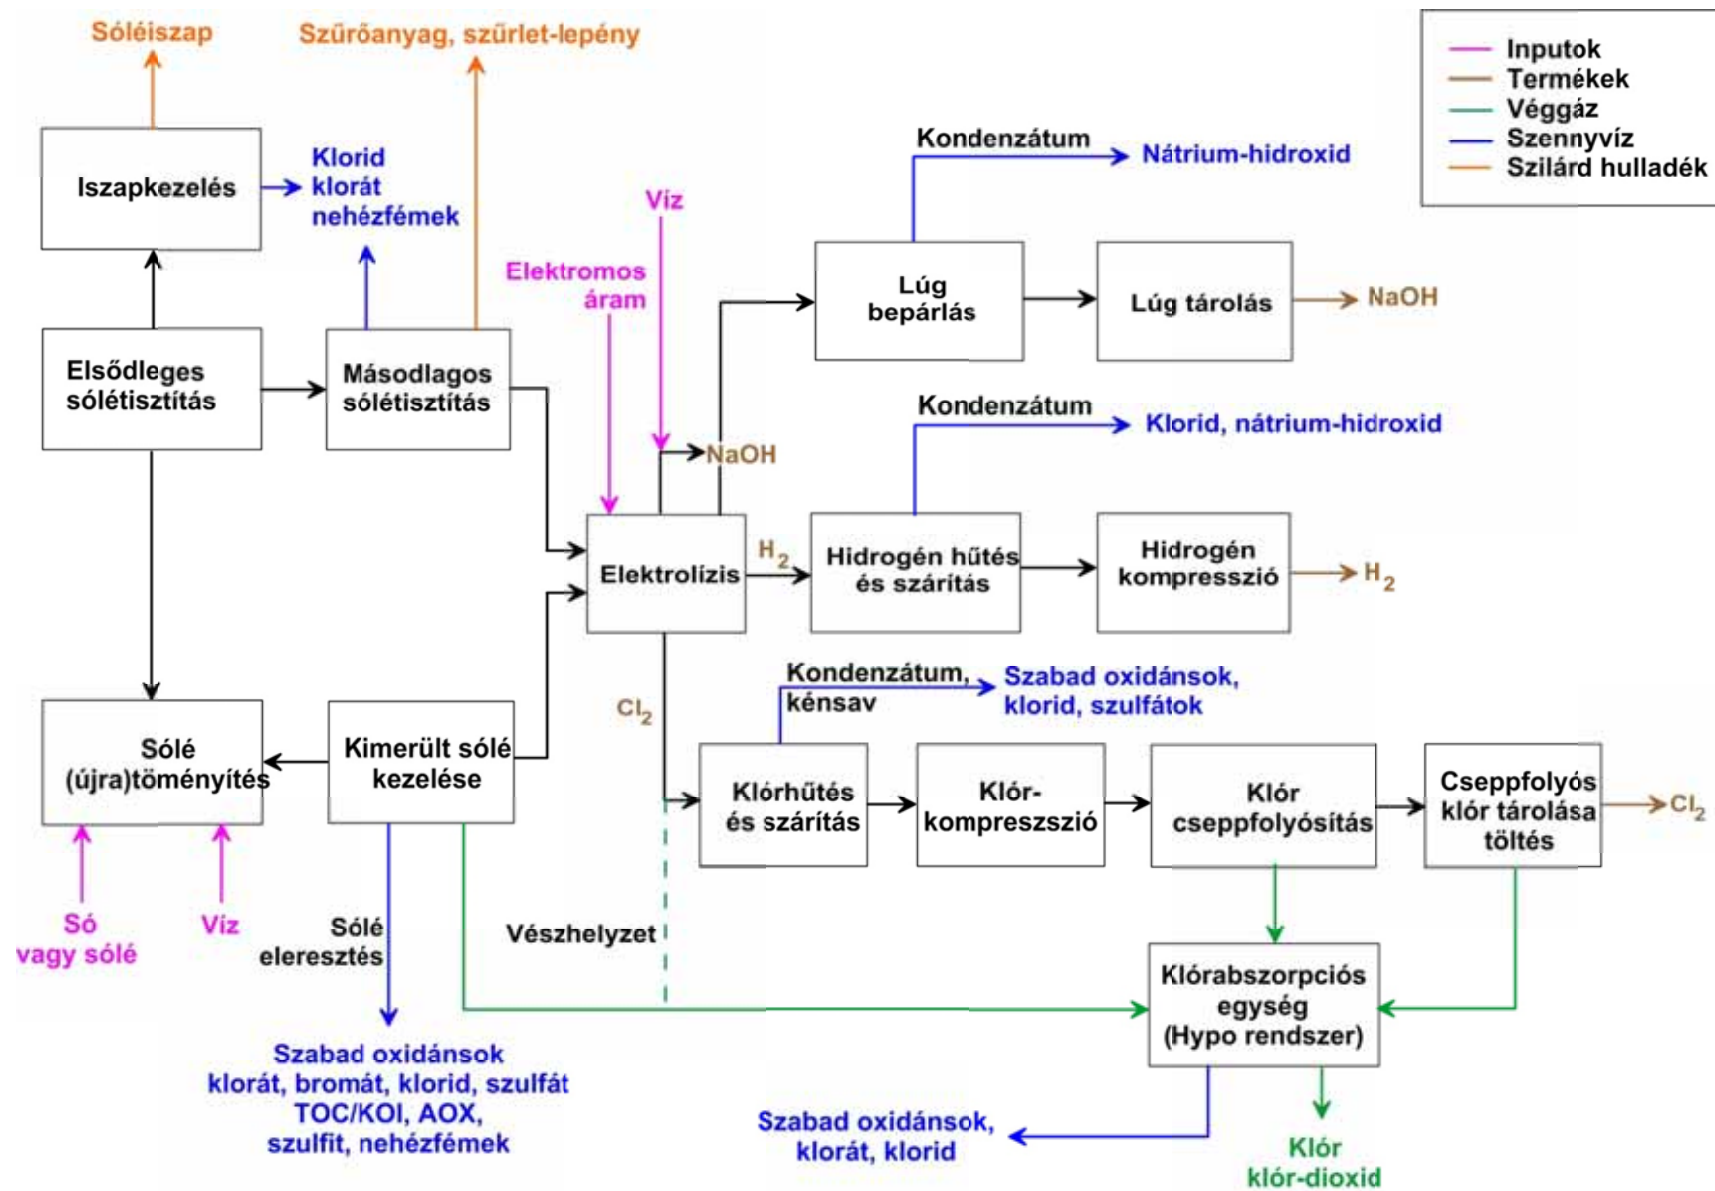 Sóléiszap
Szűrőanyag, szűrlet-lepény
Inputok
Termékek
Véggáz
Szennyvíz
Szilárd hulladék
Iszapkezelés
Klorid
klorát
nehézfémek
Kondenzátum
Nátrium-hidroxid
Víz
Elektromos
áram
Lúg
bepárlás
Lúg tárolás
NaOH
Elsődleges
sólétisztítás
Másodlagos
sólétisztítás
Kondenzátum
Klorid, nátrium-hidroxid
NaOH
Elektrolízis
H2
Hidrogén hűtés
és szárítás
Hidrogén
kompresszió
H2
Cl2
Kondenzátum,
kénsav
Szabad oxidánsok,
klorid, szulfátok
Sólé
(újra)töményítés
Kimerült sólé
kezelése
Klórhűtés
és szárítás
Klór-
kompreszszió
Klór
cseppfolyósítás
Cseppfolyós
klór tárolása
töltés
Cl2
Só
vagy sólé
Víz
Sólé
eleresztés
Vészhelyzet
Klórabszorpciós
egység
(Hypo rendszer)
Szabad oxidánsok
klorát, bromát, klorid, szulfát
TOC/KOI, AOX,
szulfit, nehézfémek
Szabad oxidánsok,
klorát, klorid
Klór
klór-dioxid